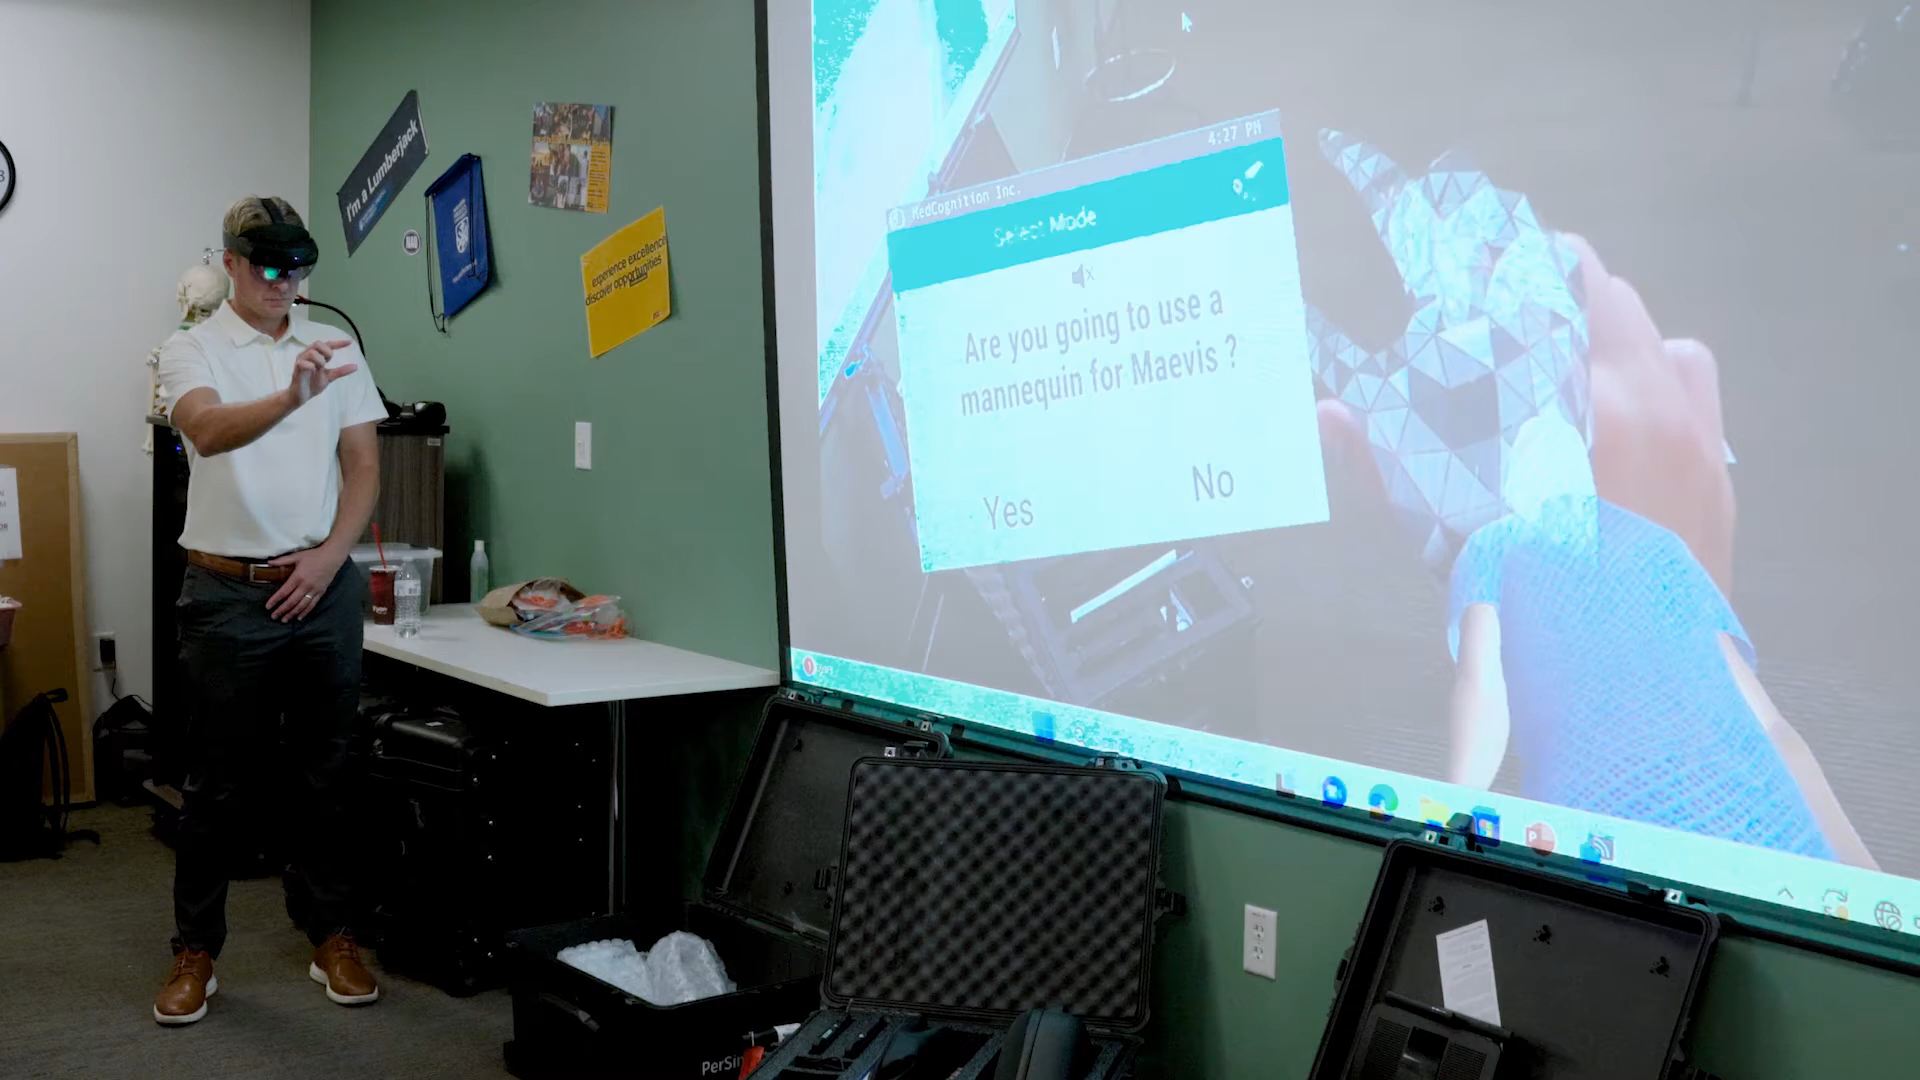 I'm a Lumberjack
NAU
experience excellence
discover opportunities
4:27 PM
MedCognition Inc.
Select Mode
Are you going to use a
mannequin for Maevis ?
Yes
No
PerSim